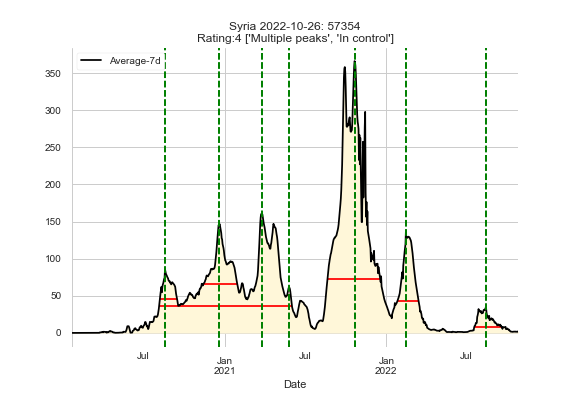 Syria 2022-10-26: 57354
Rating:4 ['Multiple peaks', 'In control']
Average-7d
350
300
250
200
150
100
50
0
Jul
Jan
2021
Jul
Jan
2022
Jul
Date